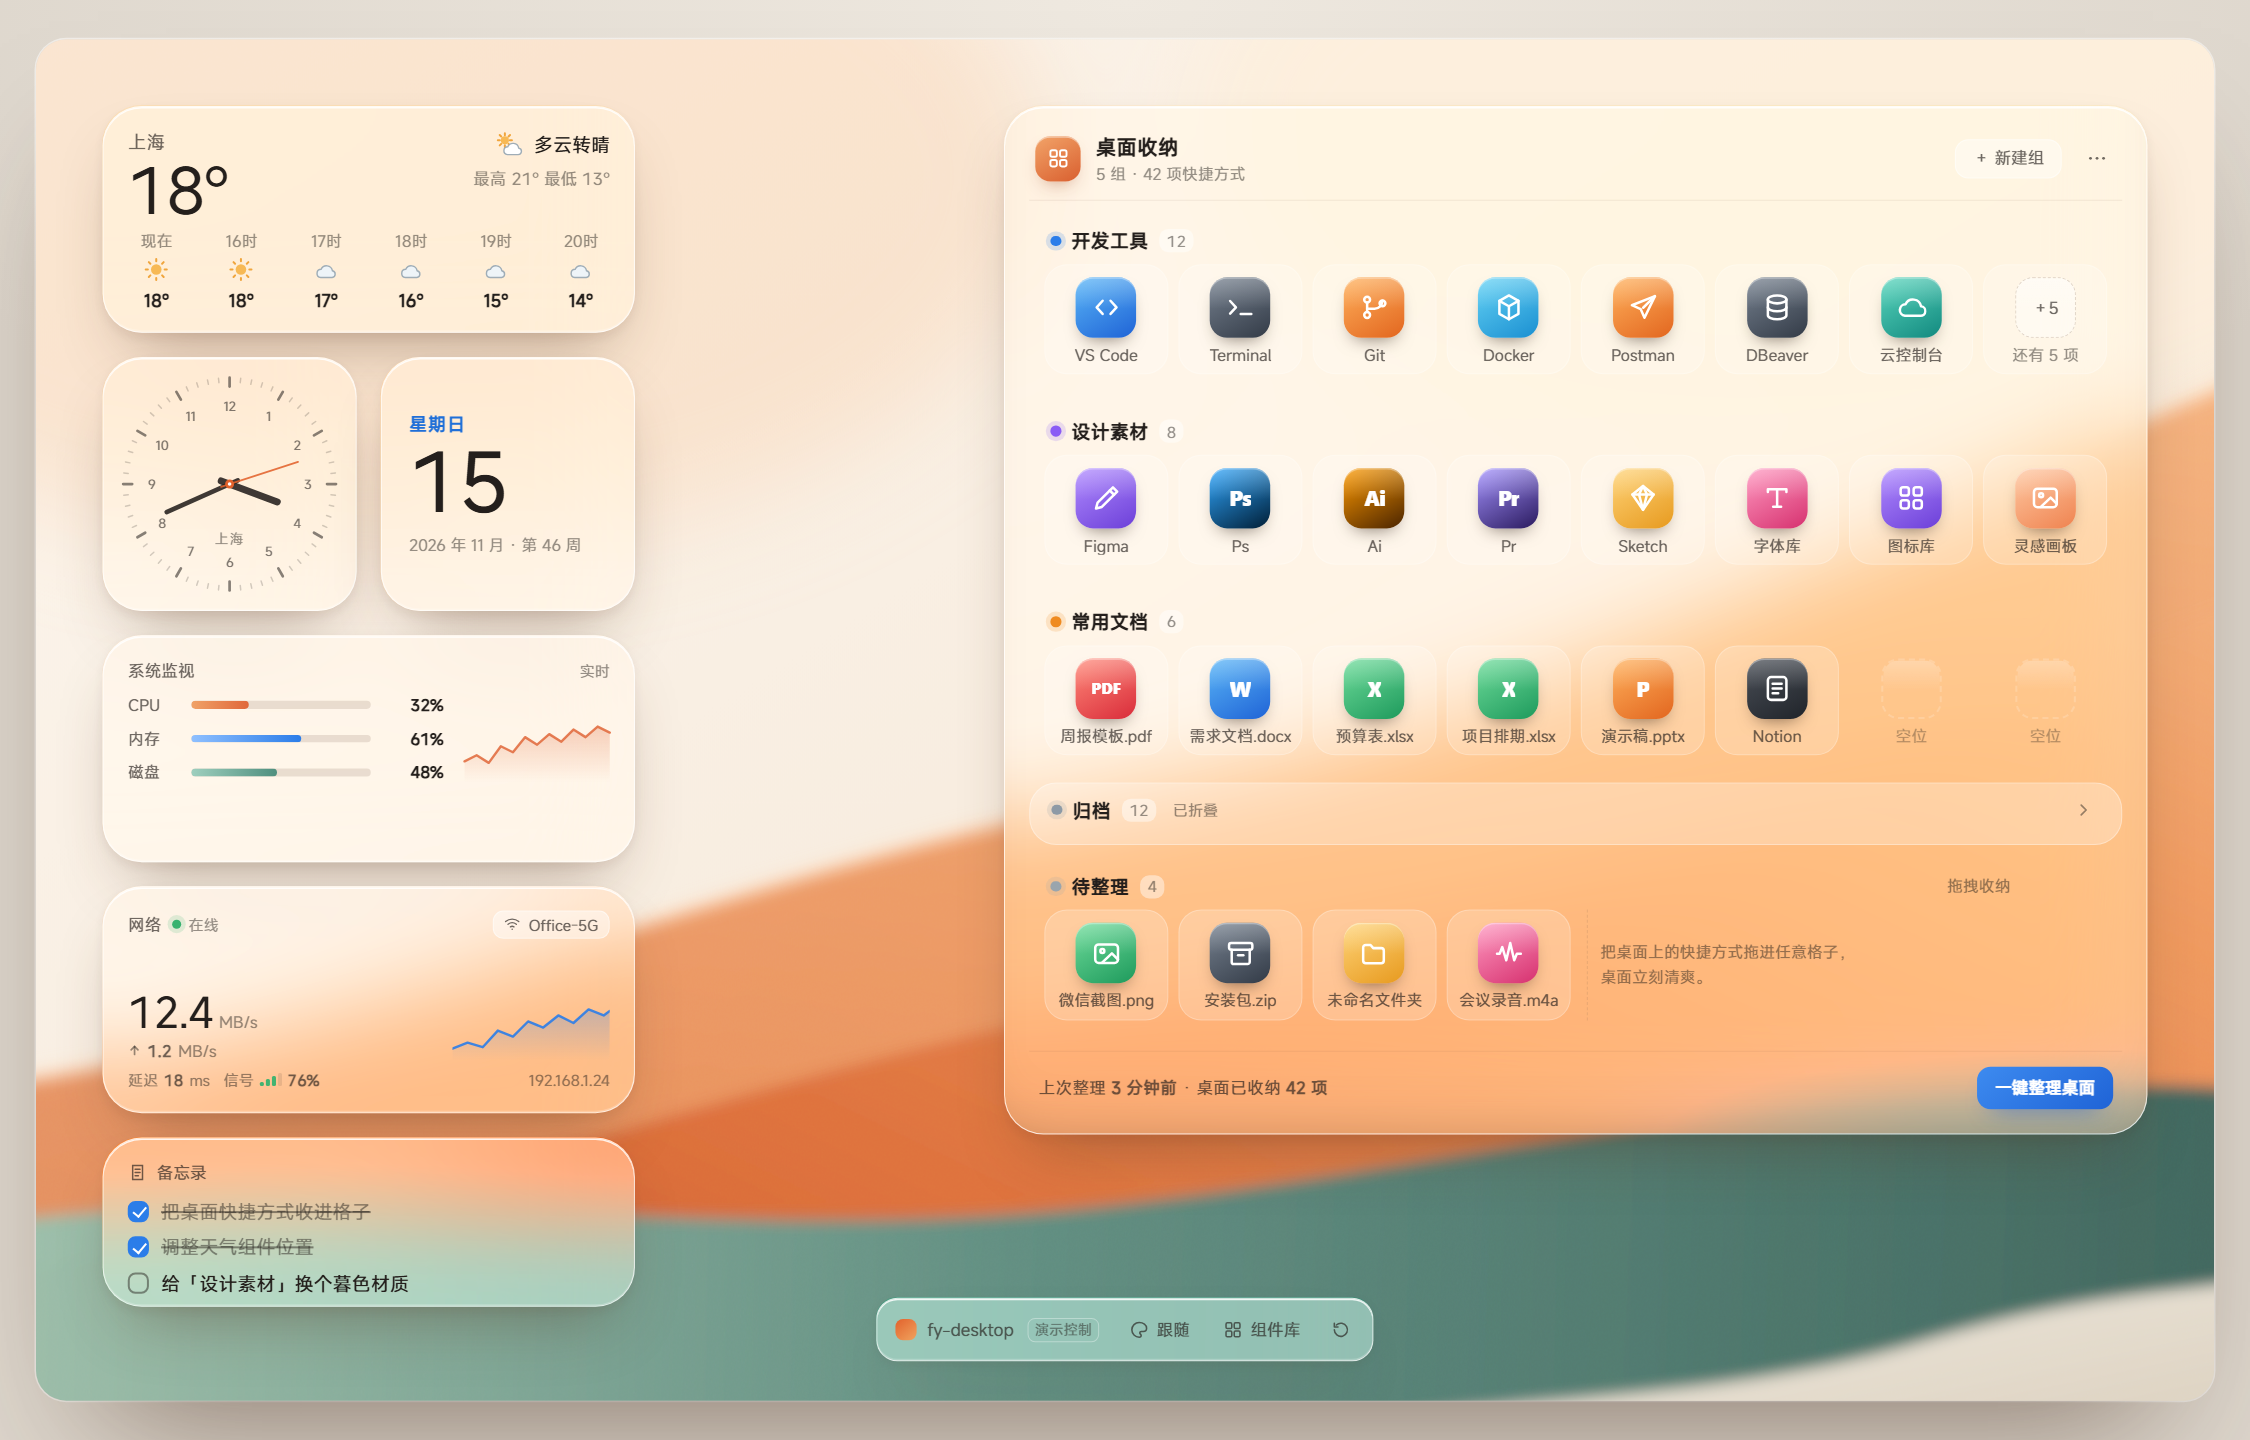 上海
多云转晴
18°
最高 21° 最低 13°
现在 16时 17时 18时 19时 20时
18° 18° 17° 16° 15° 14°
12 1 2 3 4 5 6 7 8 9 10 11
上海
星期日
15
2026 年 11 月 · 第 46 周
系统监视 实时
CPU 32%
内存 61%
磁盘 48%
网络 在线 Office-5G
12.4 MB/s
↑ 1.2 MB/s
延迟 18 ms 信号 76% 192.168.1.24
备忘录
把桌面快捷方式收进格子
调整天气组件位置
给「设计素材」换个暮色材质
桌面收纳
5 组 · 42 项快捷方式
+ 新建组 ···
开发工具 12
+5
VS Code Terminal Git Docker Postman DBeaver 云控制台 还有 5 项
设计素材 8
Ps Ai Pr
Figma Ps Ai Pr Sketch 字体库 图标库 灵感画板
常用文档 6
PDF W X X P
周报模板.pdf 需求文档.docx 预算表.xlsx 项目排期.xlsx 演示稿.pptx Notion 空位 空位
归档 12 已折叠
待整理 4 拖拽收纳
微信截图.png 安装包.zip 未命名文件夹 会议录音.m4a
把桌面上的快捷方式拖进任意格子，
桌面立刻清爽。
上次整理 3 分钟前 · 桌面已收纳 42 项
一键整理桌面
fy-desktop 演示控制 跟随 组件库